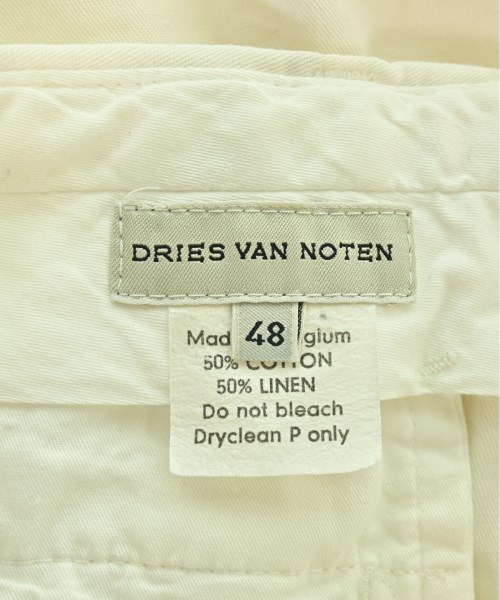 DRIES VAN NOTEN
48
Mad gium
50% COTTON
50% LINEN
Do not bleach
Dryclean P only